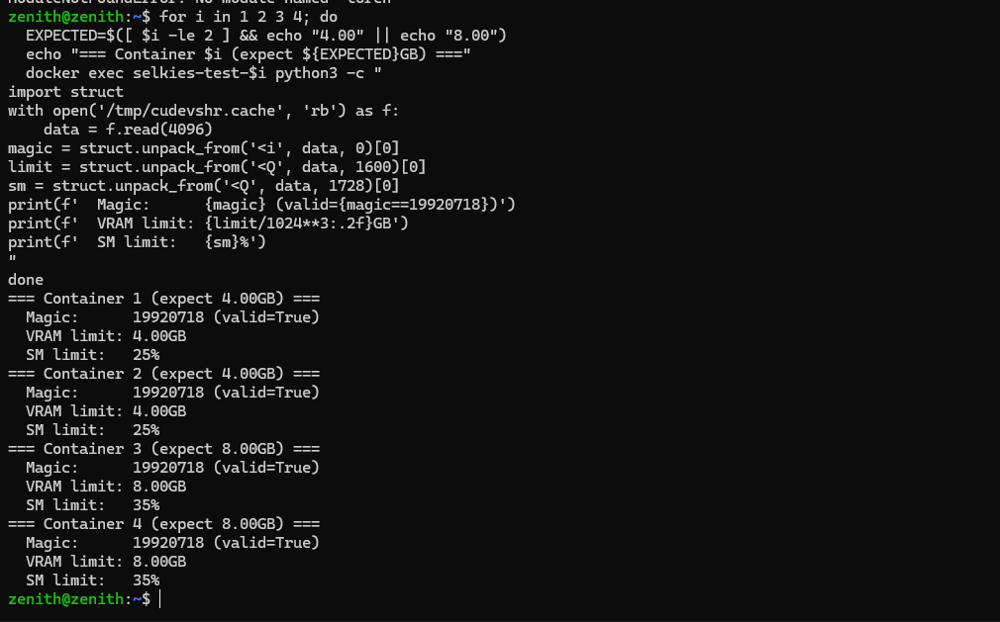 ModuleNotFoundError: No module named 'torch'
zenith@zenith:~$ for i in 1 2 3 4; do
  EXPECTED=$([ $i -le 2 ] && echo "4.00" || echo "8.00")
  echo "=== Container $i (expect ${EXPECTED}GB) ==="
  docker exec selkies-test-$i python3 -c "
import struct
with open('/tmp/cudevshr.cache', 'rb') as f:
    data = f.read(4096)
magic = struct.unpack_from('<i', data, 0)[0]
limit = struct.unpack_from('<Q', data, 1600)[0]
sm = struct.unpack_from('<Q', data, 1728)[0]
print(f'  Magic:      {magic} (valid={magic==19920718})')
print(f'  VRAM limit: {limit/1024**3:.2f}GB')
print(f'  SM limit:   {sm}%')
"
done
=== Container 1 (expect 4.00GB) ===
  Magic:      19920718 (valid=True)
  VRAM limit: 4.00GB
  SM limit:   25%
=== Container 2 (expect 4.00GB) ===
  Magic:      19920718 (valid=True)
  VRAM limit: 4.00GB
  SM limit:   25%
=== Container 3 (expect 8.00GB) ===
  Magic:      19920718 (valid=True)
  VRAM limit: 8.00GB
  SM limit:   35%
=== Container 4 (expect 8.00GB) ===
  Magic:      19920718 (valid=True)
  VRAM limit: 8.00GB
  SM limit:   35%
zenith@zenith:~$